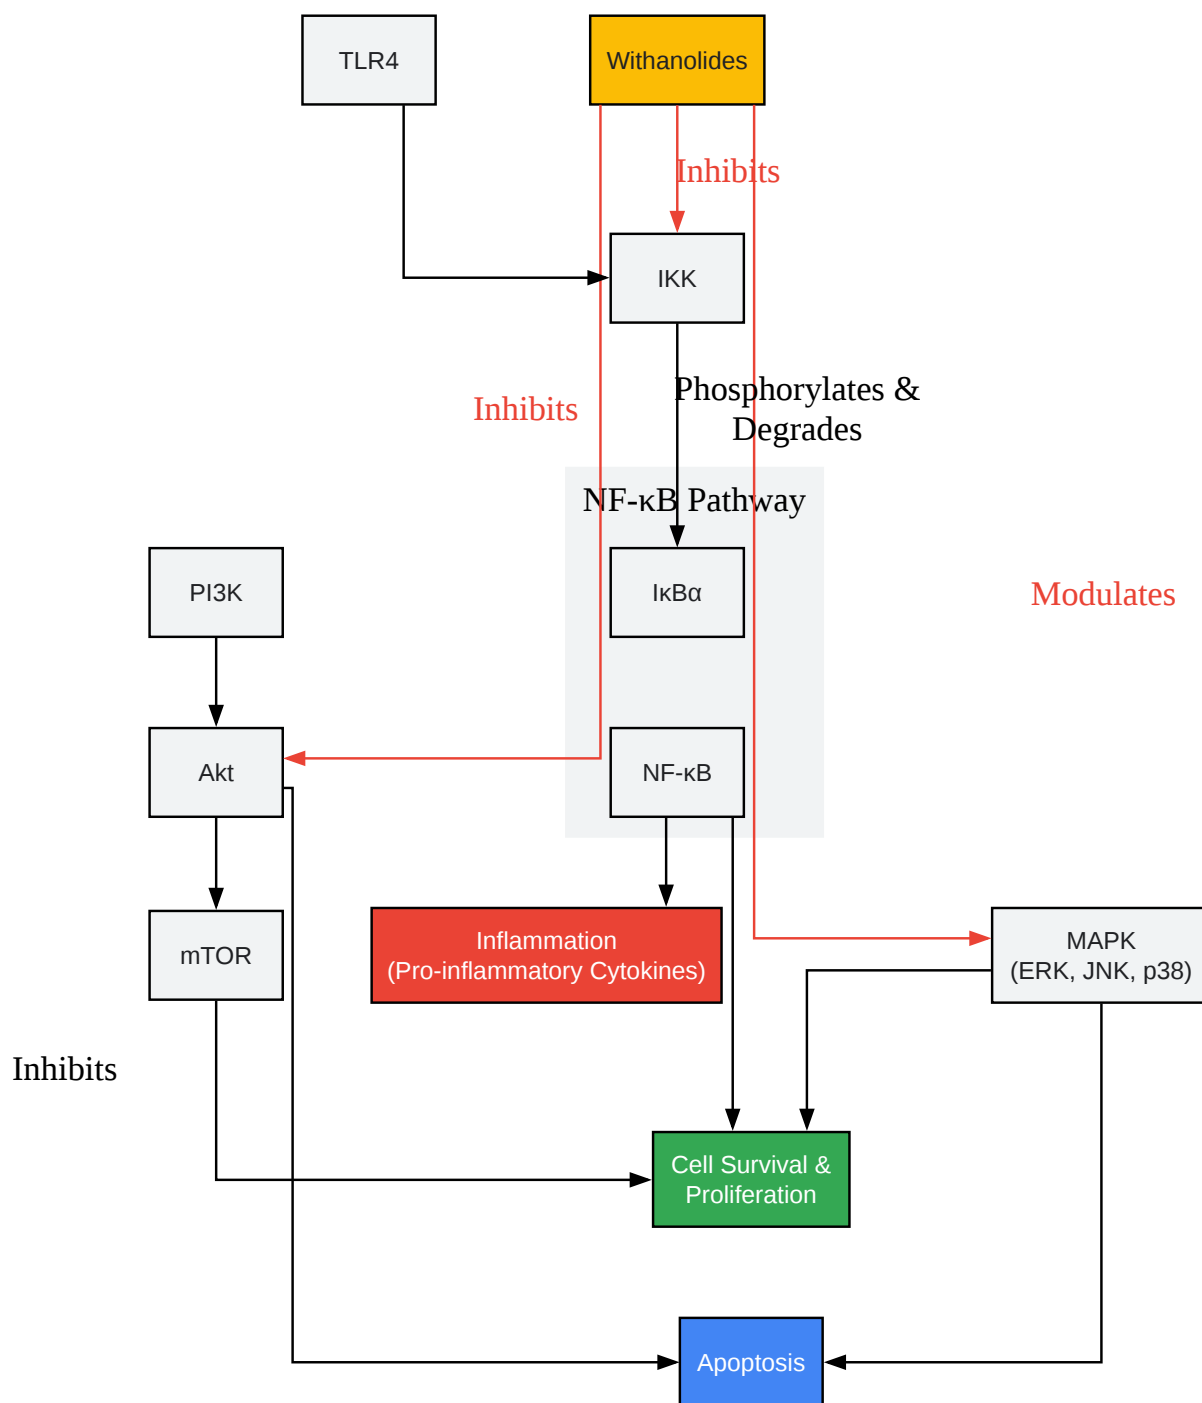 TLR4
Withanolides
Inhibits
IKK
Inhibits
Phosphorylates &
Degrades
NF-κB Pathway
PI3K
IκBα
Modulates
Akt
NF-κB
mTOR
Inflammation
(Pro-inflammatory Cytokines)
MAPK
(ERK, JNK, p38)
Inhibits
Cell Survival &
Proliferation
Apoptosis